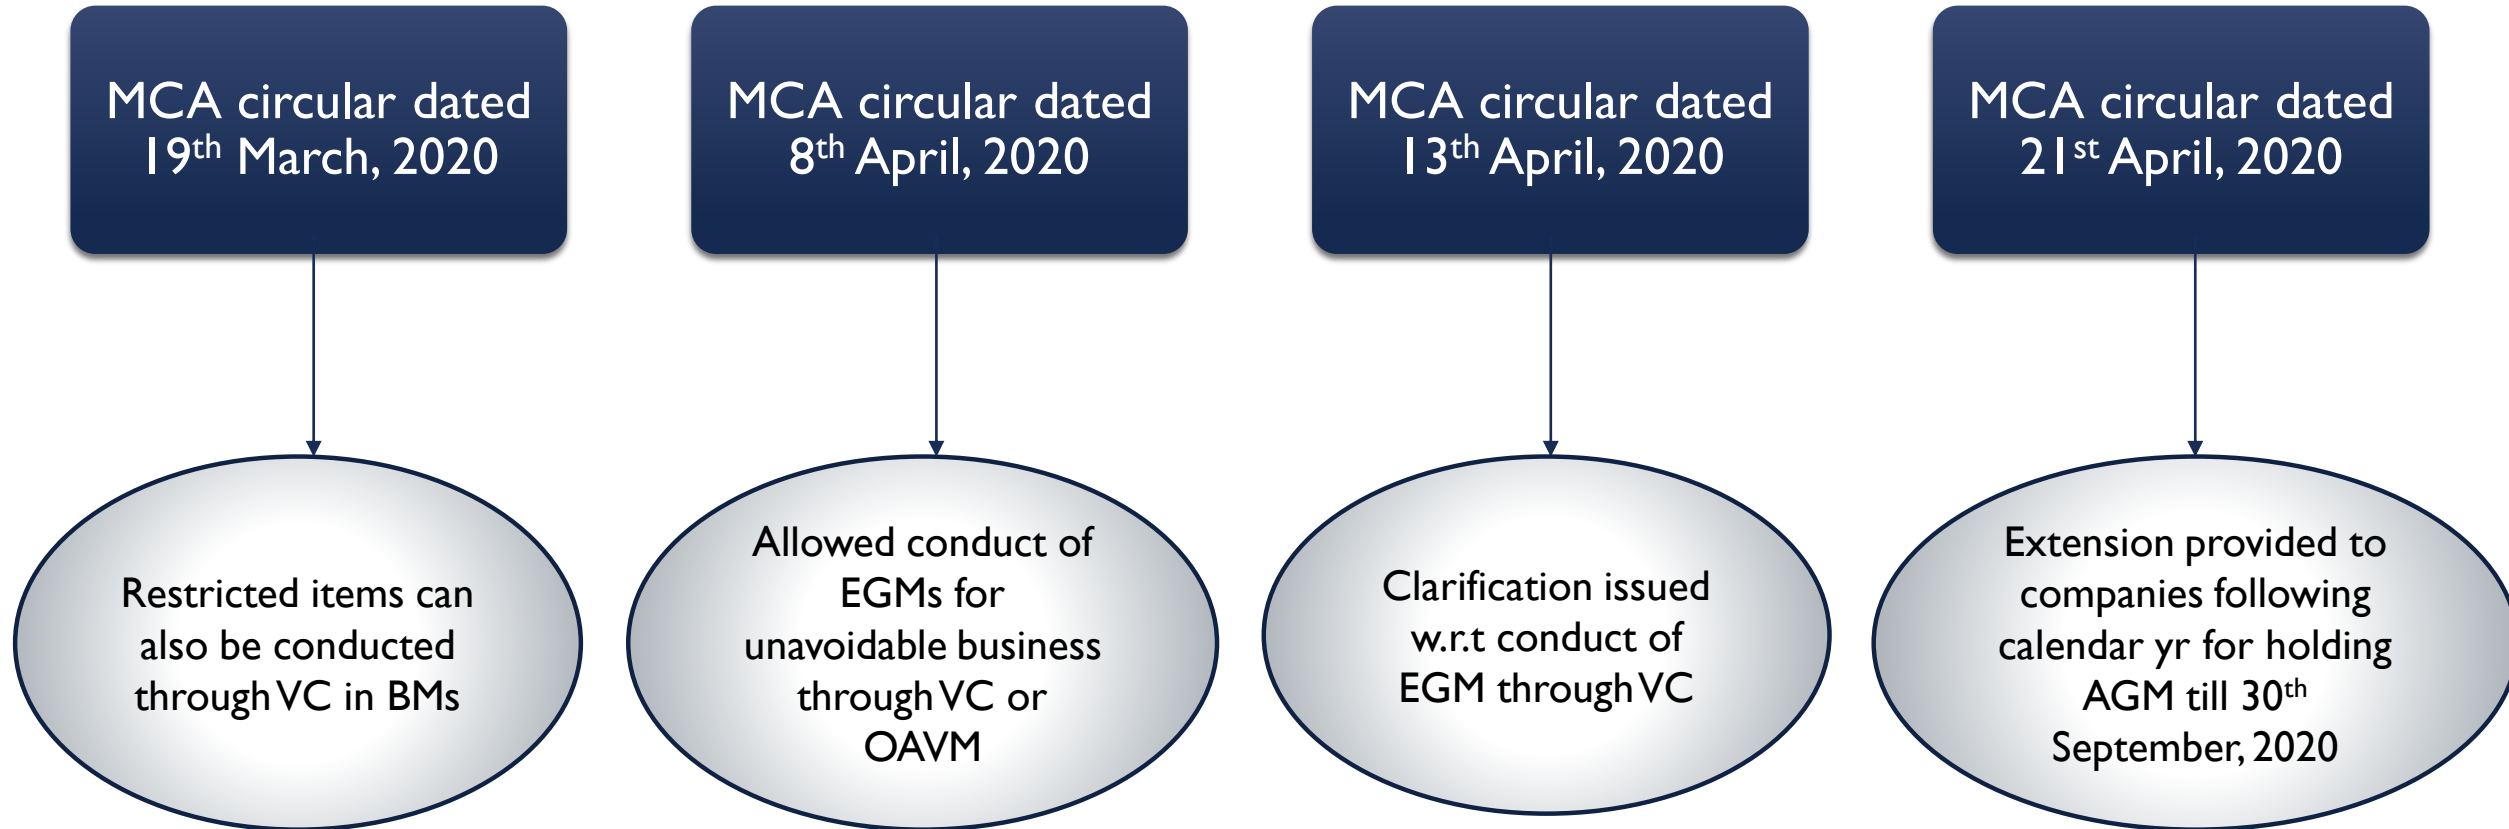 MCA circular dated
19th March, 2020
MCA circular dated
8th April, 2020
MCA circular dated
13th April, 2020
MCA circular dated
21st April, 2020
Restricted items can
also be conducted
through VC in BMs
Allowed conduct of
EGMs for
unavoidable business
through VC or
OAVM
Clarification issued
w.r.t conduct of
EGM through VC
Extension provided to
companies following
calendar yr for holding
AGM till 30th
September, 2020